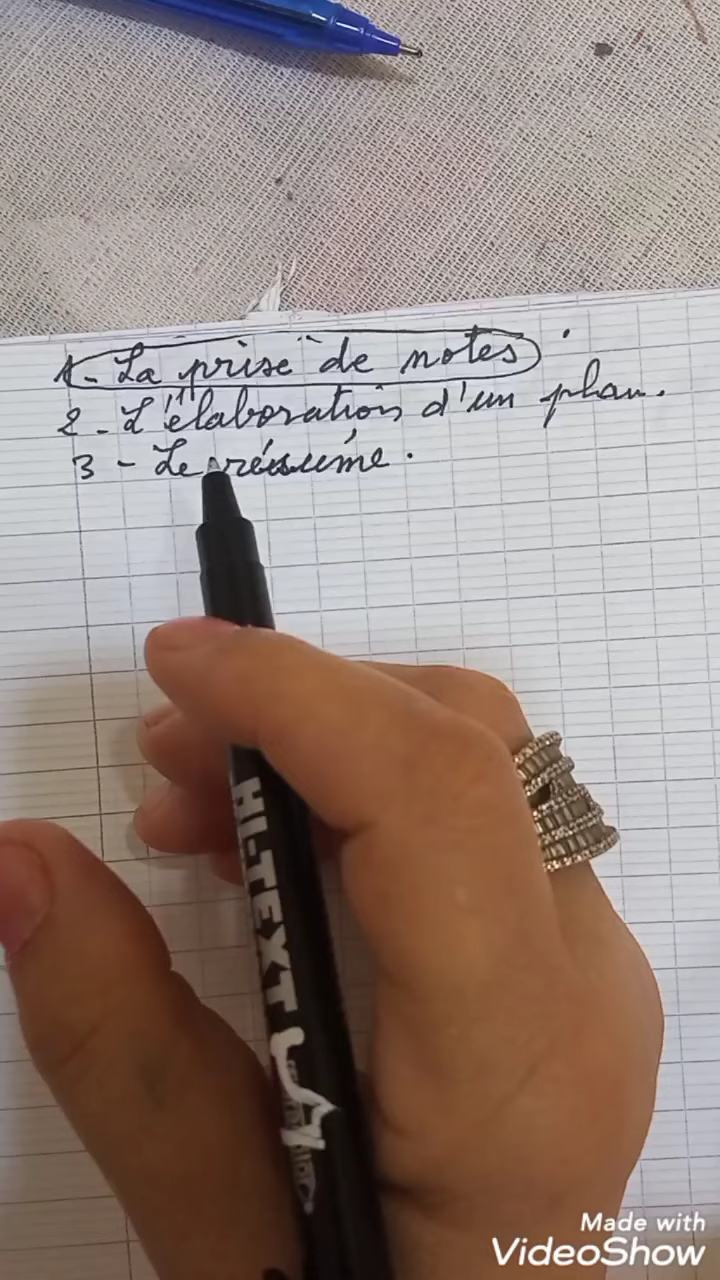 1- La prise de notes.
2 - L'élaboration d'un plan.
3 - Le résumé.
HI-TEXT
Made with
VideoShow